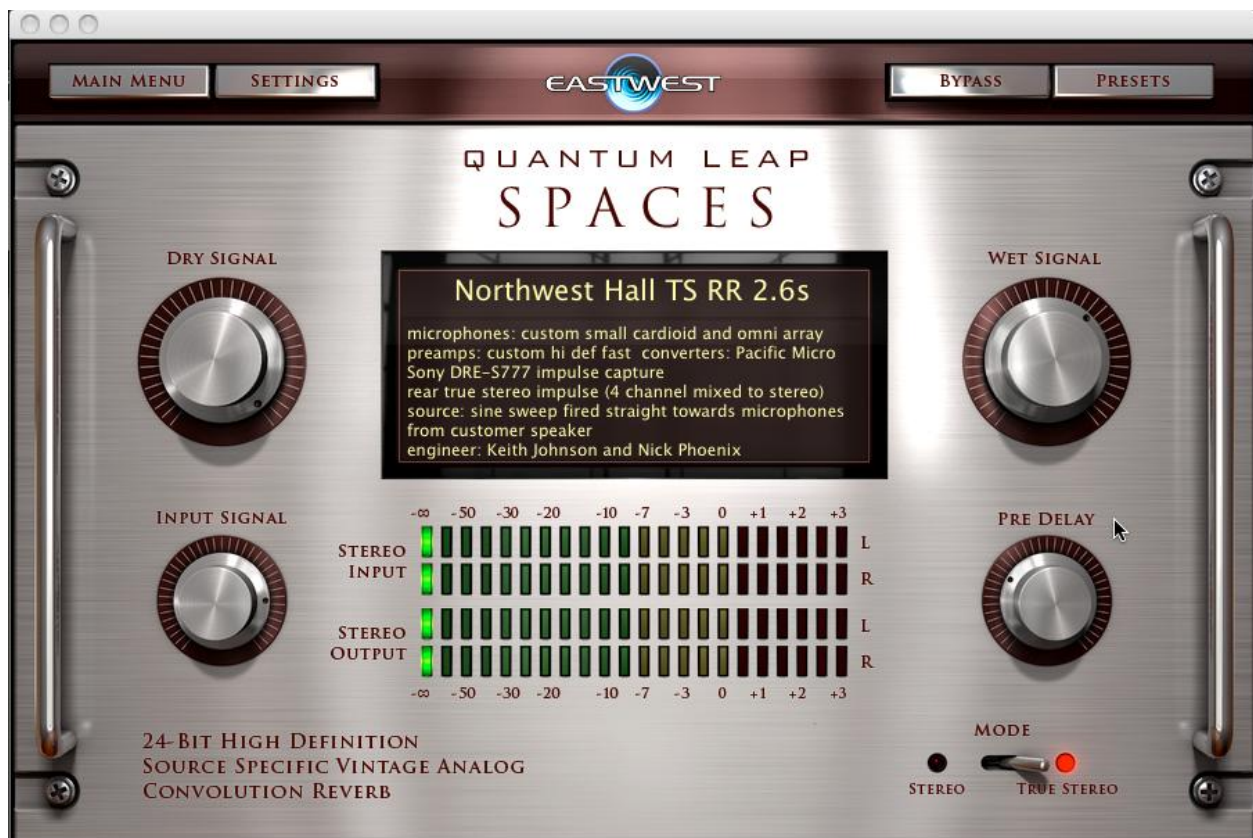 MAIN MENU
SETTINGS
EASTWEST
BYPASS
PRESETS
QUANTUM LEAP
SPACES
DRY SIGNAL
WET SIGNAL
Northwest Hall TS RR 2.6s
microphones: custom small cardioid and omni array
preamps: custom hi def fast converters: Pacific Micro
Sony DRE-S777 impulse capture
rear true stereo impulse (4 channel mixed to stereo)
source: sine sweep fired straight towards microphones
from customer speaker
engineer: Keith Johnson and Nick Phoenix
INPUT SIGNAL
PRE DELAY
-∞ -50 -30 -20 -10 -7 -3 0 +1 +2 +3
STEREO
INPUT
L
R
STEREO
OUTPUT
L
R
-∞ -50 -30 -20 -10 -7 -3 0 +1 +2 +3
24-BIT HIGH DEFINITION
SOURCE SPECIFIC VINTAGE ANALOG
CONVOLUTION REVERB
MODE
STEREO
TRUE STEREO